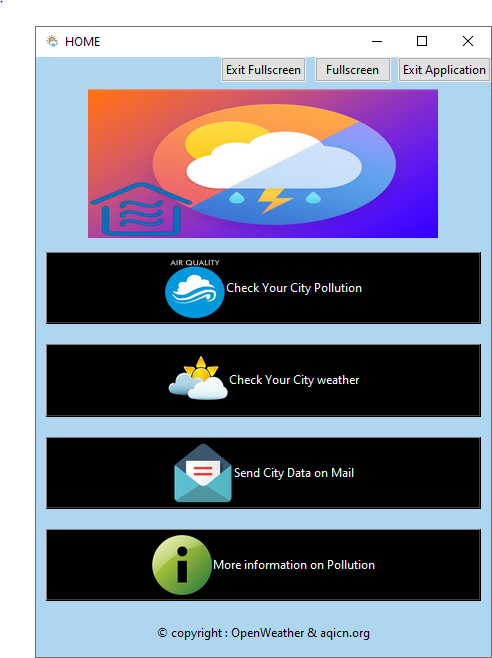 HOME
Exit Fullscreen Fullscreen Exit Application
AIR QUALITY
Check Your City Pollution
Check Your City weather
Send City Data on Mail
i
More information on Pollution
© copyright : OpenWeather & aqicn.org